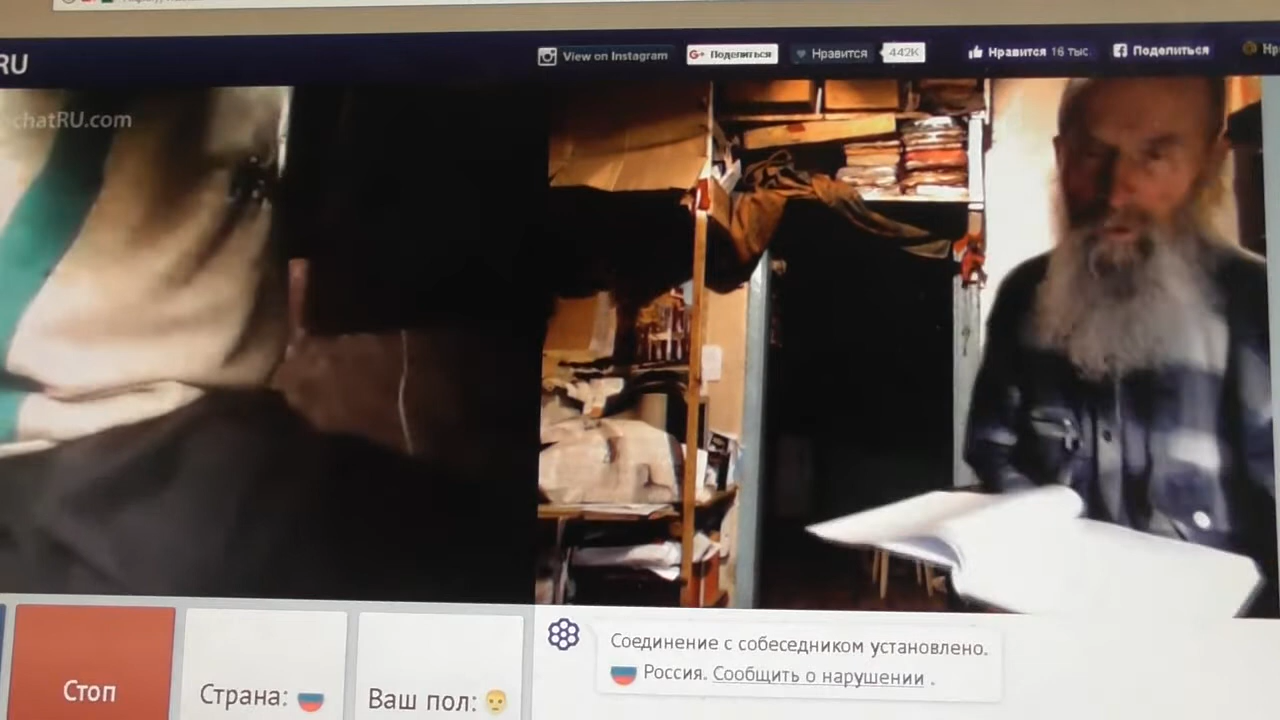 RU
View on Instagram
G+ Поделиться
Нравится
442K
Нравится 16 тыс.
Поделиться
chatRU.com
Стоп
Страна:
Ваш пол:
Соединение с собеседником установлено.
Россия. Сообщить о нарушении .